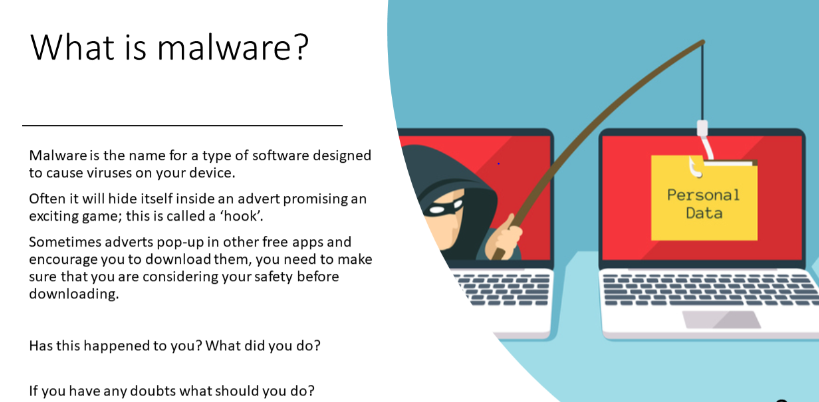 What is malware?
Malware is the name for a type of software designed
to cause viruses on your device.
Often it will hide itself inside an advert promising an
exciting game; this is called a ‘hook’.
Sometimes adverts pop-up in other free apps and
encourage you to download them, you need to make
sure that you are considering your safety before
downloading.
Has this happened to you? What did you do?
If you have any doubts what should you do?
Personal
Data